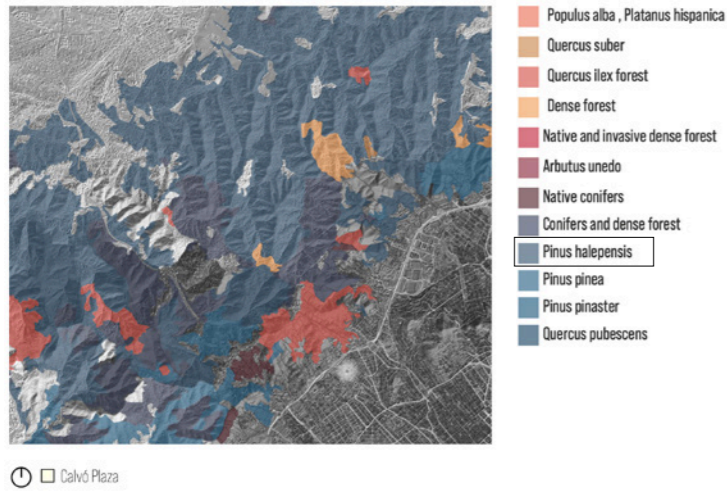 Populus alba , Platanus hispanica
Quercus suber
Quercus ilex forest
Dense forest
Native and invasive dense forest
Arbutus unedo
Native conifers
Conifers and dense forest
Pinus halepensis
Pinus pinea
Pinus pinaster
Quercus pubescens
Calvó Plaza